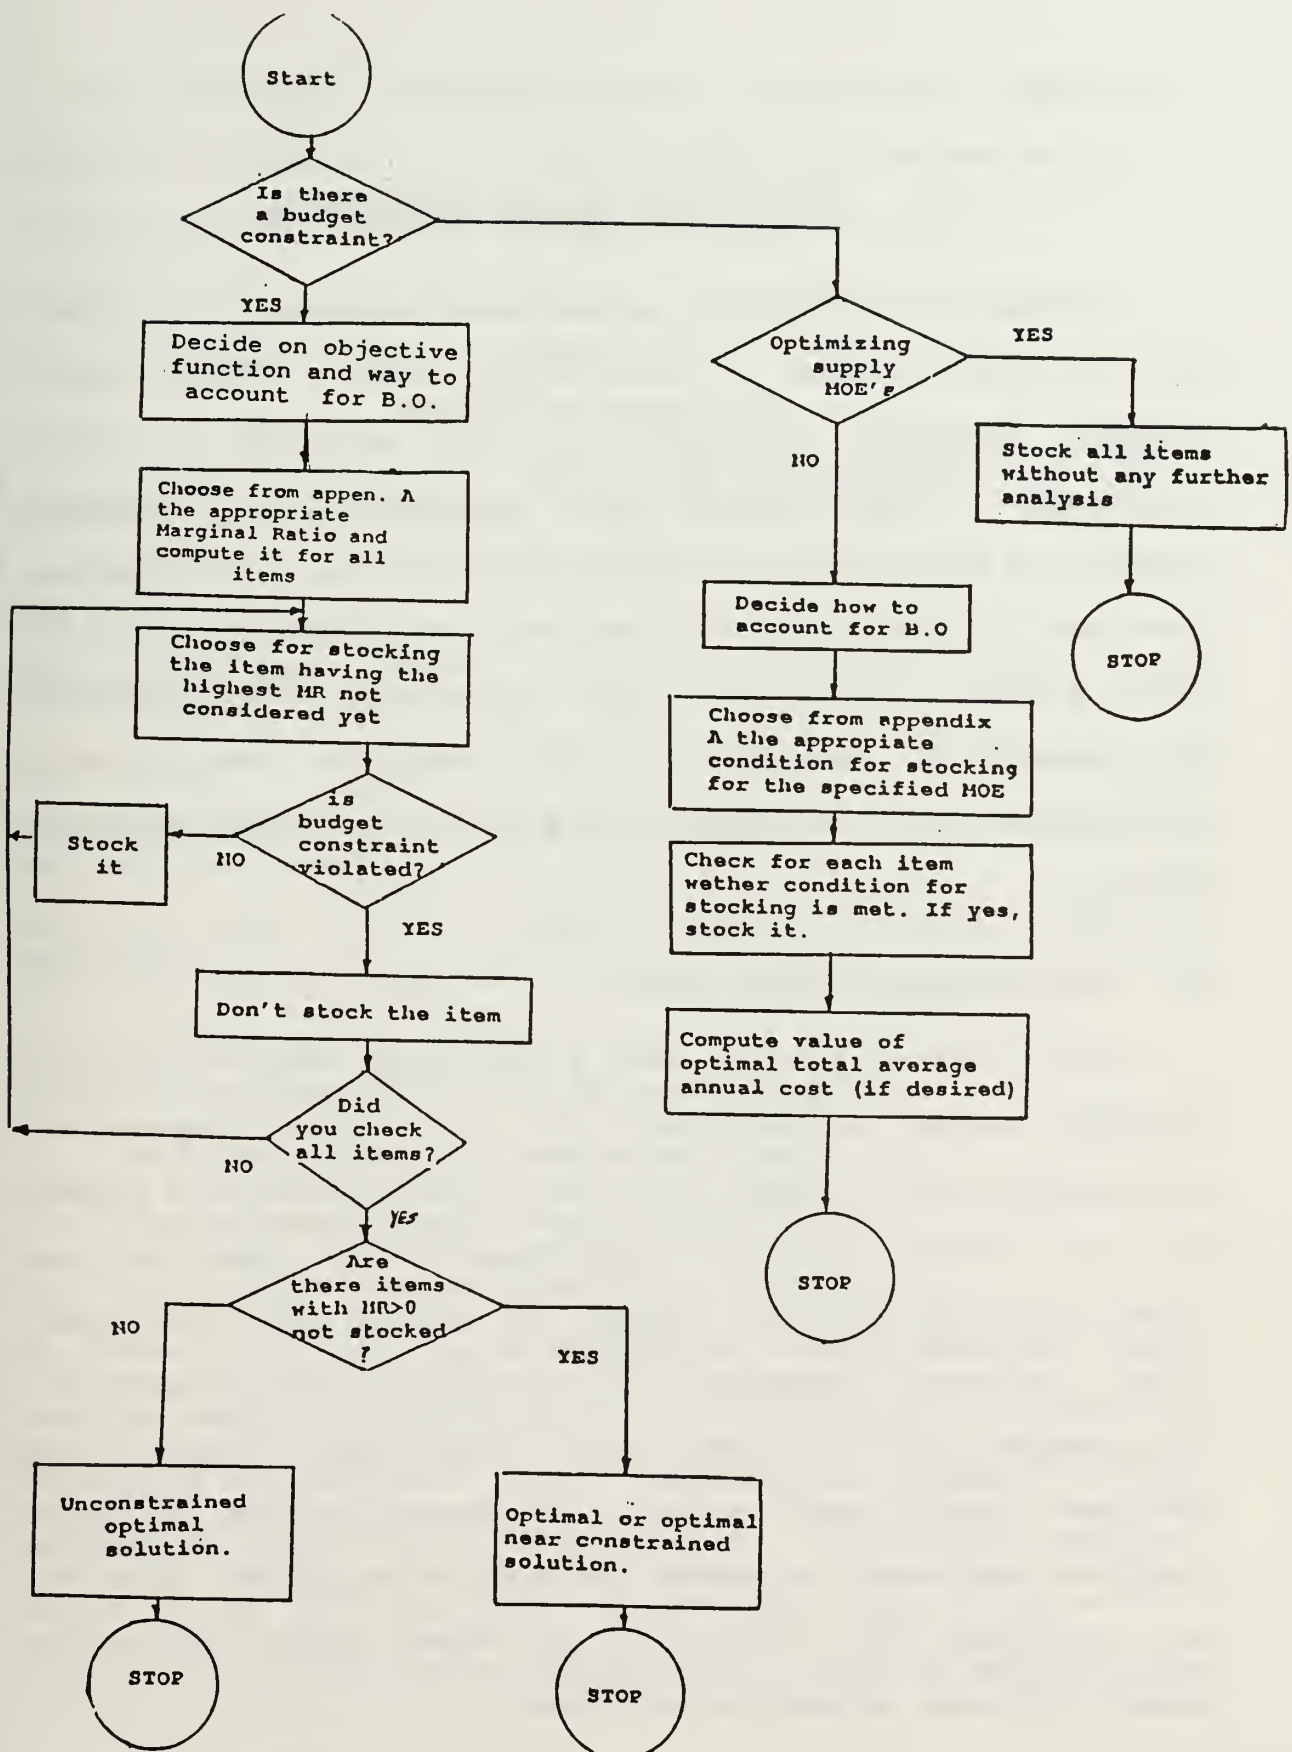 Start
Is there
a budget
constraint?
YES
Decide on objective
function and way to
account for B.O.
Choose from appen. A
the appropriate
Marginal Ratio and
compute it for all
items
Choose for stocking
the item having the
highest MR not
considered yet
is
budget
constraint
violated?
NO
Stock
it
YES
Don't stock the item
Did
you check
all items?
NO
YES
Are
there items
with MR>0
not stocked
?
NO
YES
Unconstrained
optimal
solution.
STOP
Optimal or optimal
near constrained
solution.
STOP
Optimizing
supply
MOE's
YES
Stock all items
without any further
analysis
STOP
NO
Decide how to
account for B.O
Choose from appendix
A the appropiate
condition for stocking
for the specified MOE
Check for each item
wether condition for
stocking is met. If yes,
stock it.
Compute value of
optimal total average
annual cost (if desired)
STOP